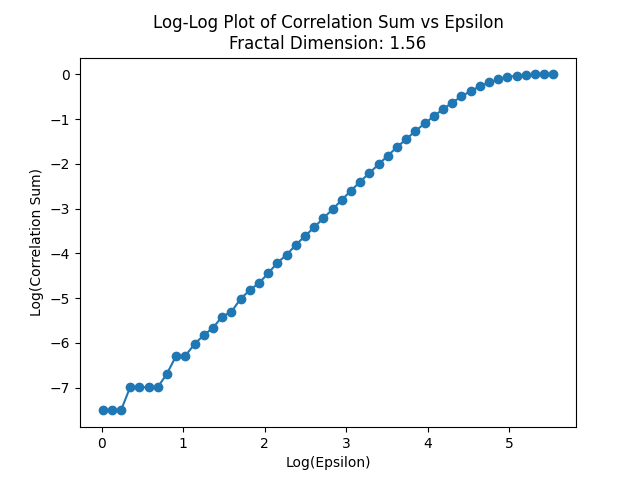 Log-Log Plot of Correlation Sum vs Epsilon
Fractal Dimension: 1.56
Log(Correlation Sum)
0
−1
−2
−3
−4
−5
−6
−7
0 1 2 3 4 5
Log(Epsilon)